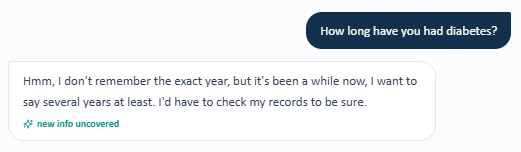 How long have you had diabetes?
Hmm, I don't remember the exact year, but it's been a while now, I want to
say several years at least. I'd have to check my records to be sure.
new info uncovered